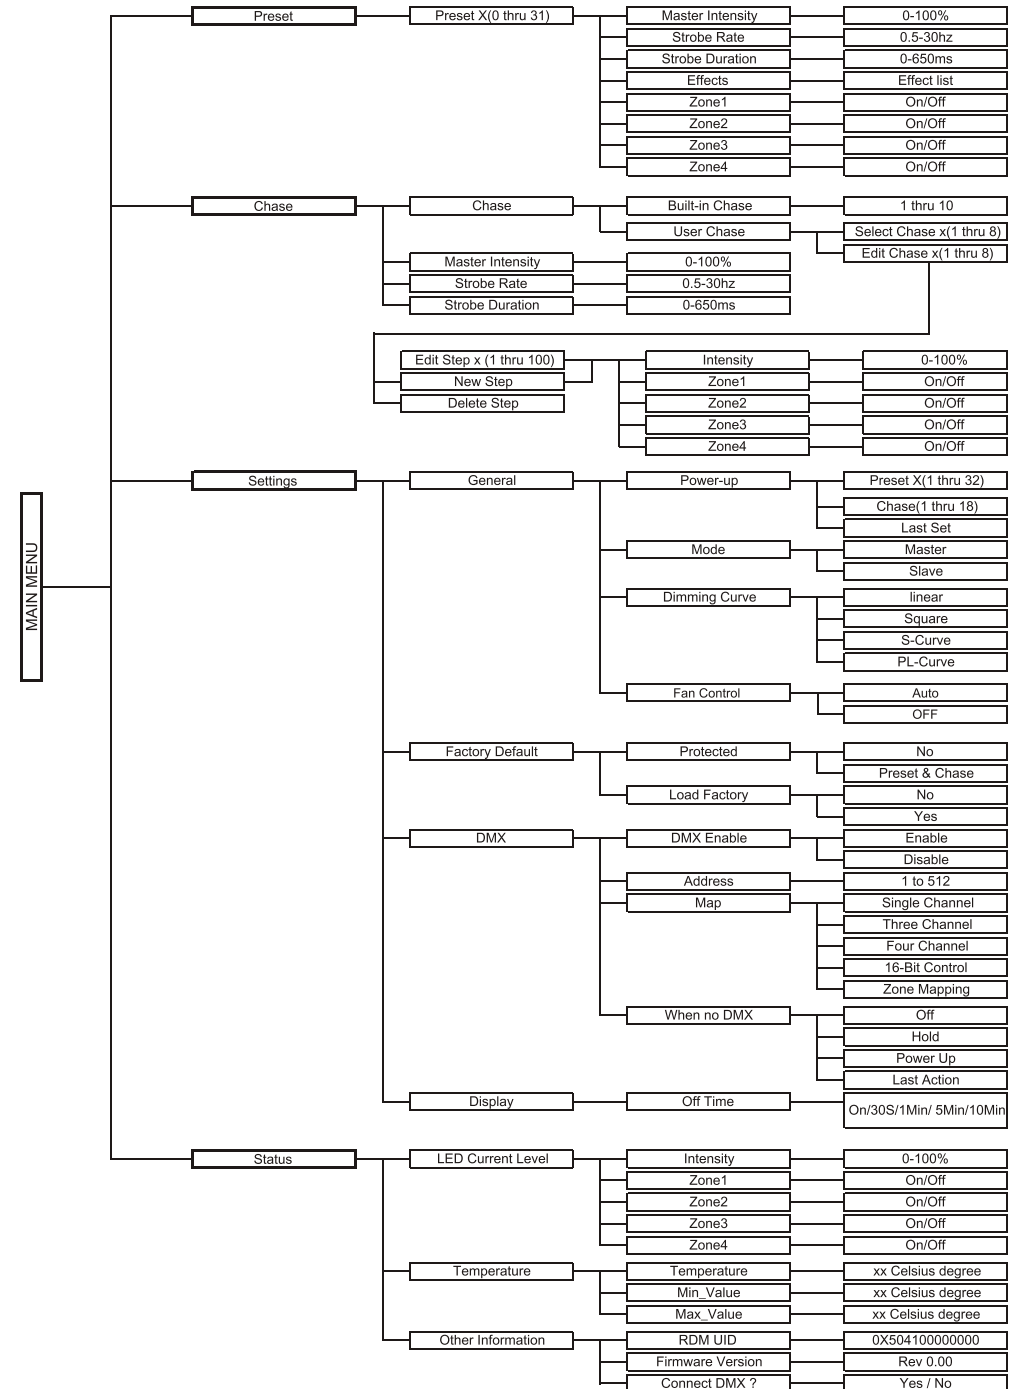 Preset Preset X(0 thru 31) Master Intensity 0-100%
Strobe Rate 0.5-30hz
Strobe Duration 0-650ms
Effects Effect list
Zone1 On/Off
Zone2 On/Off
Zone3 On/Off
Zone4 On/Off
Chase Chase Built-in Chase 1 thru 10
User Chase Select Chase x(1 thru 8)
Edit Chase x(1 thru 8)
Master Intensity 0-100%
Strobe Rate 0.5-30hz
Strobe Duration 0-650ms
Edit Step x (1 thru 100) Intensity 0-100%
New Step Zone1 On/Off
Delete Step Zone2 On/Off
Zone3 On/Off
Zone4 On/Off
Settings General Power-up Preset X(1 thru 32)
Chase(1 thru 18)
Last Set
Mode Master
Slave
MAIN MENU
Dimming Curve linear
Square
S-Curve
PL-Curve
Fan Control Auto
OFF
Factory Default Protected No
Preset & Chase
Load Factory No
Yes
DMX DMX Enable Enable
Disable
Address 1 to 512
Map Single Channel
Three Channel
Four Channel
16-Bit Control
Zone Mapping
When no DMX Off
Hold
Power Up
Last Action
Display Off Time On/30S/1Min/ 5Min/10Min
Status LED Current Level Intensity 0-100%
Zone1 On/Off
Zone2 On/Off
Zone3 On/Off
Zone4 On/Off
Temperature Temperature xx Celsius degree
Min_Value xx Celsius degree
Max_Value xx Celsius degree
Other Information RDM UID 0X504100000000
Firmware Version Rev 0.00
Connect DMX ? Yes / No